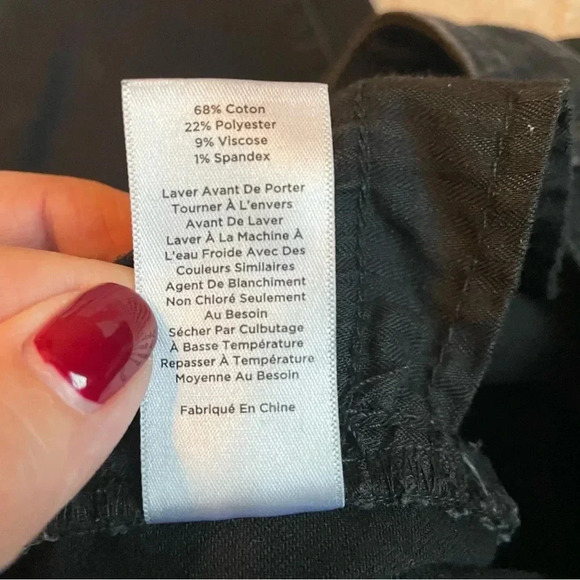 68% Coton
22% Polyester
9% Viscose
1% Spandex
Laver Avant De Porter
Tourner À L'envers
Avant De Laver
Laver À La Machine À
L'eau Froide Avec Des
Couleurs Similaires
Agent De Blanchiment
Non Chloré Seulement
Au Besoin
Sécher Par Culbutage
À Basse Température
Repasser À Température
Moyenne Au Besoin
Fabriqué En Chine